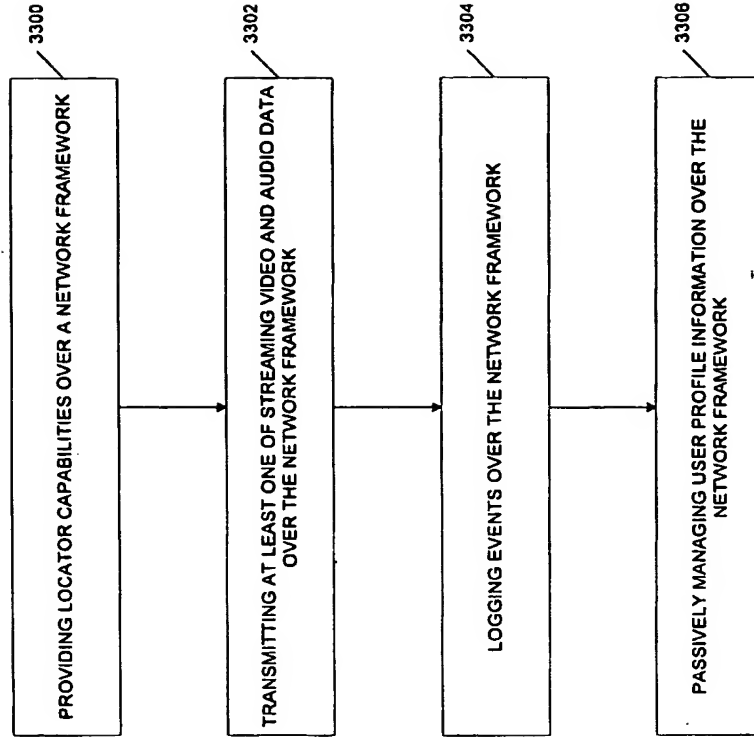 PROVIDING LOCATOR CAPABILITIES OVER A NETWORK FRAMEWORK
3300
TRANSMITTING AT LEAST ONE OF STREAMING VIDEO AND AUDIO DATA
OVER THE NETWORK FRAMEWORK
3302
LOGGING EVENTS OVER THE NETWORK FRAMEWORK
3304
PASSIVELY MANAGING USER PROFILE INFORMATION OVER THE
NETWORK FRAMEWORK
3306